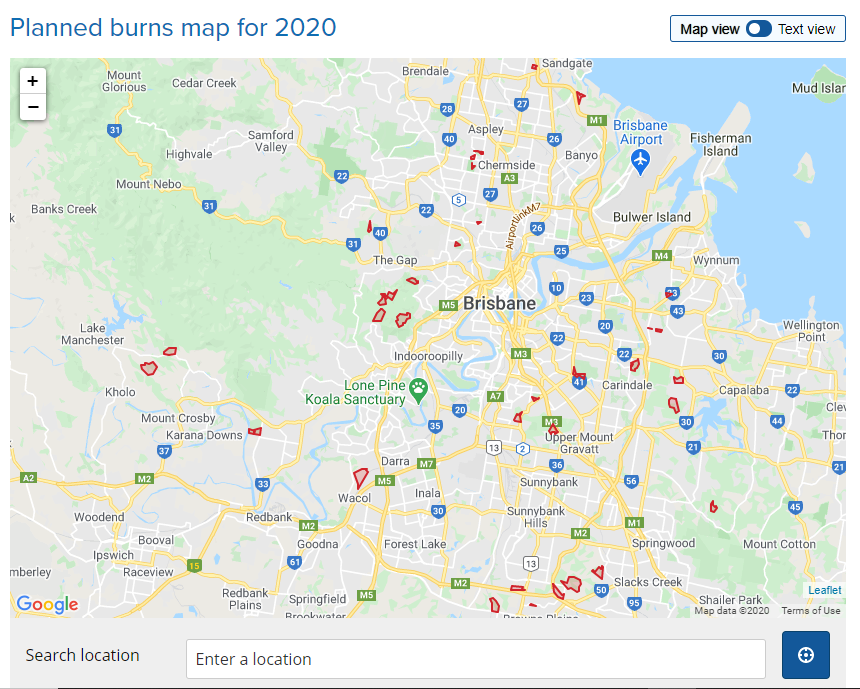 Planned burns map for 2020
Map view Text view
+
−
Sandgate
Brendale
Mount
Glorious
Cedar Creek
Mud Islan
28
27
M1
Brisbane
Airport
31
Samford
Valley
40
Aspley
26
Fisherman
Island
Highvale
Chermside
Banyo
22
A3
Mount Nebo
27
5
Banks Creek
31
22
Bulwer Island
k
AirportlinkM7
26
40
31
25
M4
The Gap
Wynnum
10
23
23
M5
Brisbane
43
20
Lake
Manchester
Wellington
Point
22
Indooroopilly
M3
22
30
Lone Pine
Koala Sanctuary
41
Carindale
Kholo
Capalaba
22
A7
20
Mount Crosby
Clev
35
M3
30
44
Karana Downs
Upper Mount
Gravatt
Thor
13
2
21
37
Darra
M7
36
21
A2
M2
33
M5
Sunnybank
56
Wacol
Inala
30
45
Woodend
Redbank
M2
Sunnybank
Hills
M1
M2
Booval
Goodna
Forest Lake
Springwood
Mount Cotton
Ipswich
61
13
mberley
Raceview
15
M2
Slacks Creek
50
Redbank
Plains
Springfield
M5
95
Shailer Park
Leaflet
Google
Brookwater
Browns Plains
Map data ©2020 Terms of Use
Search location
Enter a location